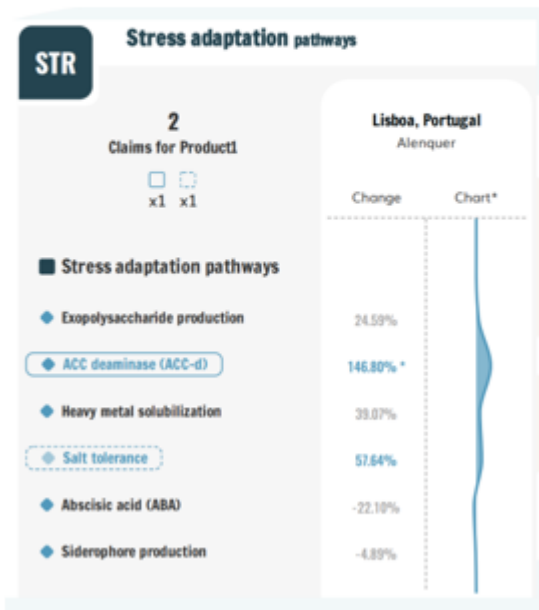 STR
Stress adaptation pathways
2
Claims for Product1
x1 x1
Lisboa, Portugal
Alenquer
Change Chart*
Stress adaptation pathways
Exopolysaccharide production 24.59%
ACC deaminase (ACC-d) 146.80% *
Heavy metal solubilization 39.07%
Salt tolerance 57.64%
Abscisic acid (ABA) -22.10%
Siderophore production -4.89%